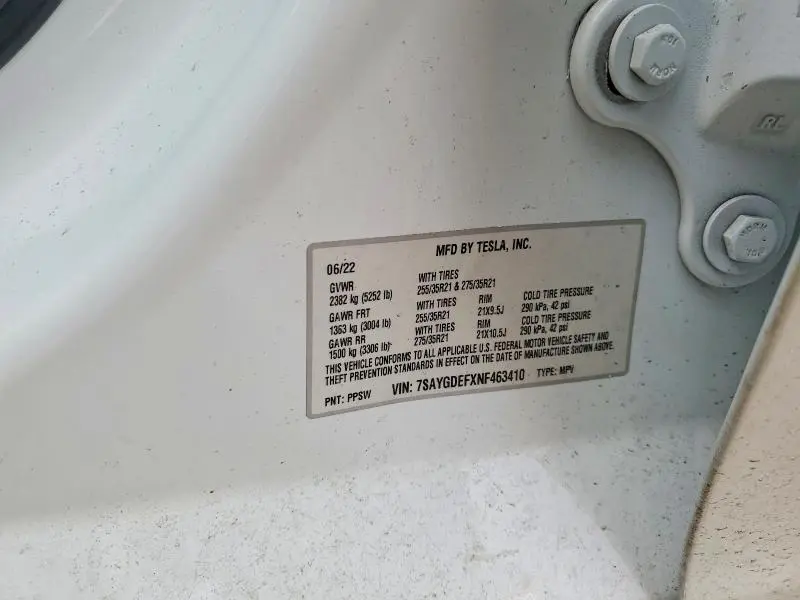 MFD BY TESLA, INC.
06/22
GVWR WITH TIRES
2382 kg (5252 lb) 255/35R21 & 275/35R21
GAWR FRT WITH TIRES RIM COLD TIRE PRESSURE
1363 kg (3004 lb) 255/35R21 21X9.5J 290 kPa, 42 psi
GAWR RR WITH TIRES RIM COLD TIRE PRESSURE
1500 kg (3306 lb) 275/35R21 21X10.5J 290 kPa, 42 psi
THIS VEHICLE CONFORMS TO ALL APPLICABLE U.S. FEDERAL MOTOR VEHICLE SAFETY AND
THEFT PREVENTION STANDARDS IN EFFECT ON THE DATE OF MANUFACTURE SHOWN ABOVE.
PNT: PPSW VIN: 7SAYGDEFXNF463410 TYPE: MPV
RL